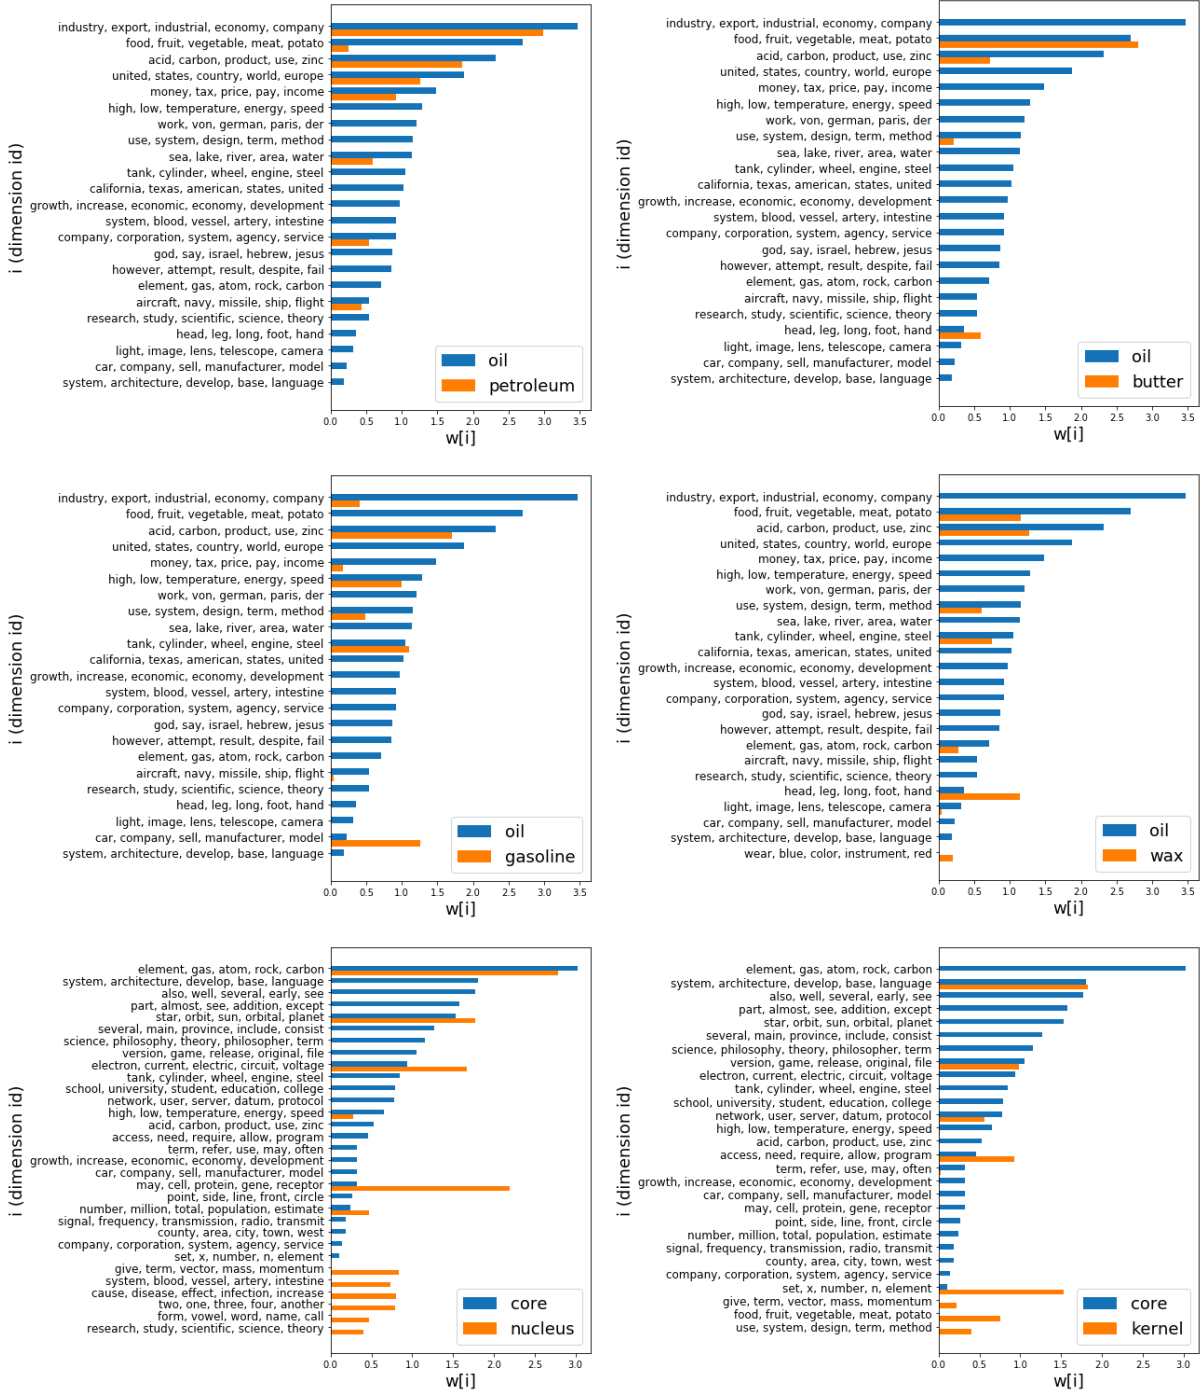 i (dimension id)
industry, export, industrial, economy, company
food, fruit, vegetable, meat, potato
acid, carbon, product, use, zinc
united, states, country, world, europe
money, tax, price, pay, income
high, low, temperature, energy, speed
work, von, german, paris, der
use, system, design, term, method
sea, lake, river, area, water
tank, cylinder, wheel, engine, steel
california, texas, american, states, united
growth, increase, economic, economy, development
system, blood, vessel, artery, intestine
company, corporation, system, agency, service
god, say, israel, hebrew, jesus
however, attempt, result, despite, fail
element, gas, atom, rock, carbon
aircraft, navy, missile, ship, flight
research, study, scientific, science, theory
head, leg, long, foot, hand
light, image, lens, telescope, camera
car, company, sell, manufacturer, model
system, architecture, develop, base, language
oil
petroleum
0.0 0.5 1.0 1.5 2.0 2.5 3.0 3.5
w[i]
i (dimension id)
industry, export, industrial, economy, company
food, fruit, vegetable, meat, potato
acid, carbon, product, use, zinc
united, states, country, world, europe
money, tax, price, pay, income
high, low, temperature, energy, speed
work, von, german, paris, der
use, system, design, term, method
sea, lake, river, area, water
tank, cylinder, wheel, engine, steel
california, texas, american, states, united
growth, increase, economic, economy, development
system, blood, vessel, artery, intestine
company, corporation, system, agency, service
god, say, israel, hebrew, jesus
however, attempt, result, despite, fail
element, gas, atom, rock, carbon
aircraft, navy, missile, ship, flight
research, study, scientific, science, theory
head, leg, long, foot, hand
light, image, lens, telescope, camera
car, company, sell, manufacturer, model
system, architecture, develop, base, language
oil
butter
0.0 0.5 1.0 1.5 2.0 2.5 3.0 3.5
w[i]
i (dimension id)
industry, export, industrial, economy, company
food, fruit, vegetable, meat, potato
acid, carbon, product, use, zinc
united, states, country, world, europe
money, tax, price, pay, income
high, low, temperature, energy, speed
work, von, german, paris, der
use, system, design, term, method
sea, lake, river, area, water
tank, cylinder, wheel, engine, steel
california, texas, american, states, united
growth, increase, economic, economy, development
system, blood, vessel, artery, intestine
company, corporation, system, agency, service
god, say, israel, hebrew, jesus
however, attempt, result, despite, fail
element, gas, atom, rock, carbon
aircraft, navy, missile, ship, flight
research, study, scientific, science, theory
head, leg, long, foot, hand
light, image, lens, telescope, camera
car, company, sell, manufacturer, model
system, architecture, develop, base, language
oil
gasoline
0.0 0.5 1.0 1.5 2.0 2.5 3.0 3.5
w[i]
i (dimension id)
industry, export, industrial, economy, company
food, fruit, vegetable, meat, potato
acid, carbon, product, use, zinc
united, states, country, world, europe
money, tax, price, pay, income
high, low, temperature, energy, speed
work, von, german, paris, der
use, system, design, term, method
sea, lake, river, area, water
tank, cylinder, wheel, engine, steel
california, texas, american, states, united
growth, increase, economic, economy, development
system, blood, vessel, artery, intestine
company, corporation, system, agency, service
god, say, israel, hebrew, jesus
however, attempt, result, despite, fail
element, gas, atom, rock, carbon
aircraft, navy, missile, ship, flight
research, study, scientific, science, theory
head, leg, long, foot, hand
light, image, lens, telescope, camera
car, company, sell, manufacturer, model
system, architecture, develop, base, language
wear, blue, color, instrument, red
oil
wax
0.0 0.5 1.0 1.5 2.0 2.5 3.0 3.5
w[i]
i (dimension id)
element, gas, atom, rock, carbon
system, architecture, develop, base, language
also, well, several, early, see
part, almost, see, addition, except
star, orbit, sun, orbital, planet
several, main, province, include, consist
science, philosophy, theory, philosopher, term
version, game, release, original, file
electron, current, electric, circuit, voltage
tank, cylinder, wheel, engine, steel
school, university, student, education, college
network, user, server, datum, protocol
high, low, temperature, energy, speed
acid, carbon, product, use, zinc
access, need, require, allow, program
term, refer, use, may, often
growth, increase, economic, economy, development
car, company, sell, manufacturer, model
may, cell, protein, gene, receptor
point, side, line, front, circle
number, million, total, population, estimate
signal, frequency, transmission, radio, transmit
county, area, city, town, west
company, corporation, system, agency, service
set, x, number, n, element
give, term, vector, mass, momentum
system, blood, vessel, artery, intestine
cause, disease, effect, infection, increase
two, one, three, four, another
form, vowel, word, name, call
research, study, scientific, science, theory
core
nucleus
0.0 0.5 1.0 1.5 2.0 2.5 3.0
w[i]
i (dimension id)
element, gas, atom, rock, carbon
system, architecture, develop, base, language
also, well, several, early, see
part, almost, see, addition, except
star, orbit, sun, orbital, planet
several, main, province, include, consist
science, philosophy, theory, philosopher, term
version, game, release, original, file
electron, current, electric, circuit, voltage
tank, cylinder, wheel, engine, steel
school, university, student, education, college
network, user, server, datum, protocol
high, low, temperature, energy, speed
acid, carbon, product, use, zinc
access, need, require, allow, program
term, refer, use, may, often
growth, increase, economic, economy, development
car, company, sell, manufacturer, model
may, cell, protein, gene, receptor
point, side, line, front, circle
number, million, total, population, estimate
signal, frequency, transmission, radio, transmit
county, area, city, town, west
company, corporation, system, agency, service
set, x, number, n, element
give, term, vector, mass, momentum
food, fruit, vegetable, meat, potato
use, system, design, term, method
core
kernel
0.0 0.5 1.0 1.5 2.0 2.5 3.0
w[i]